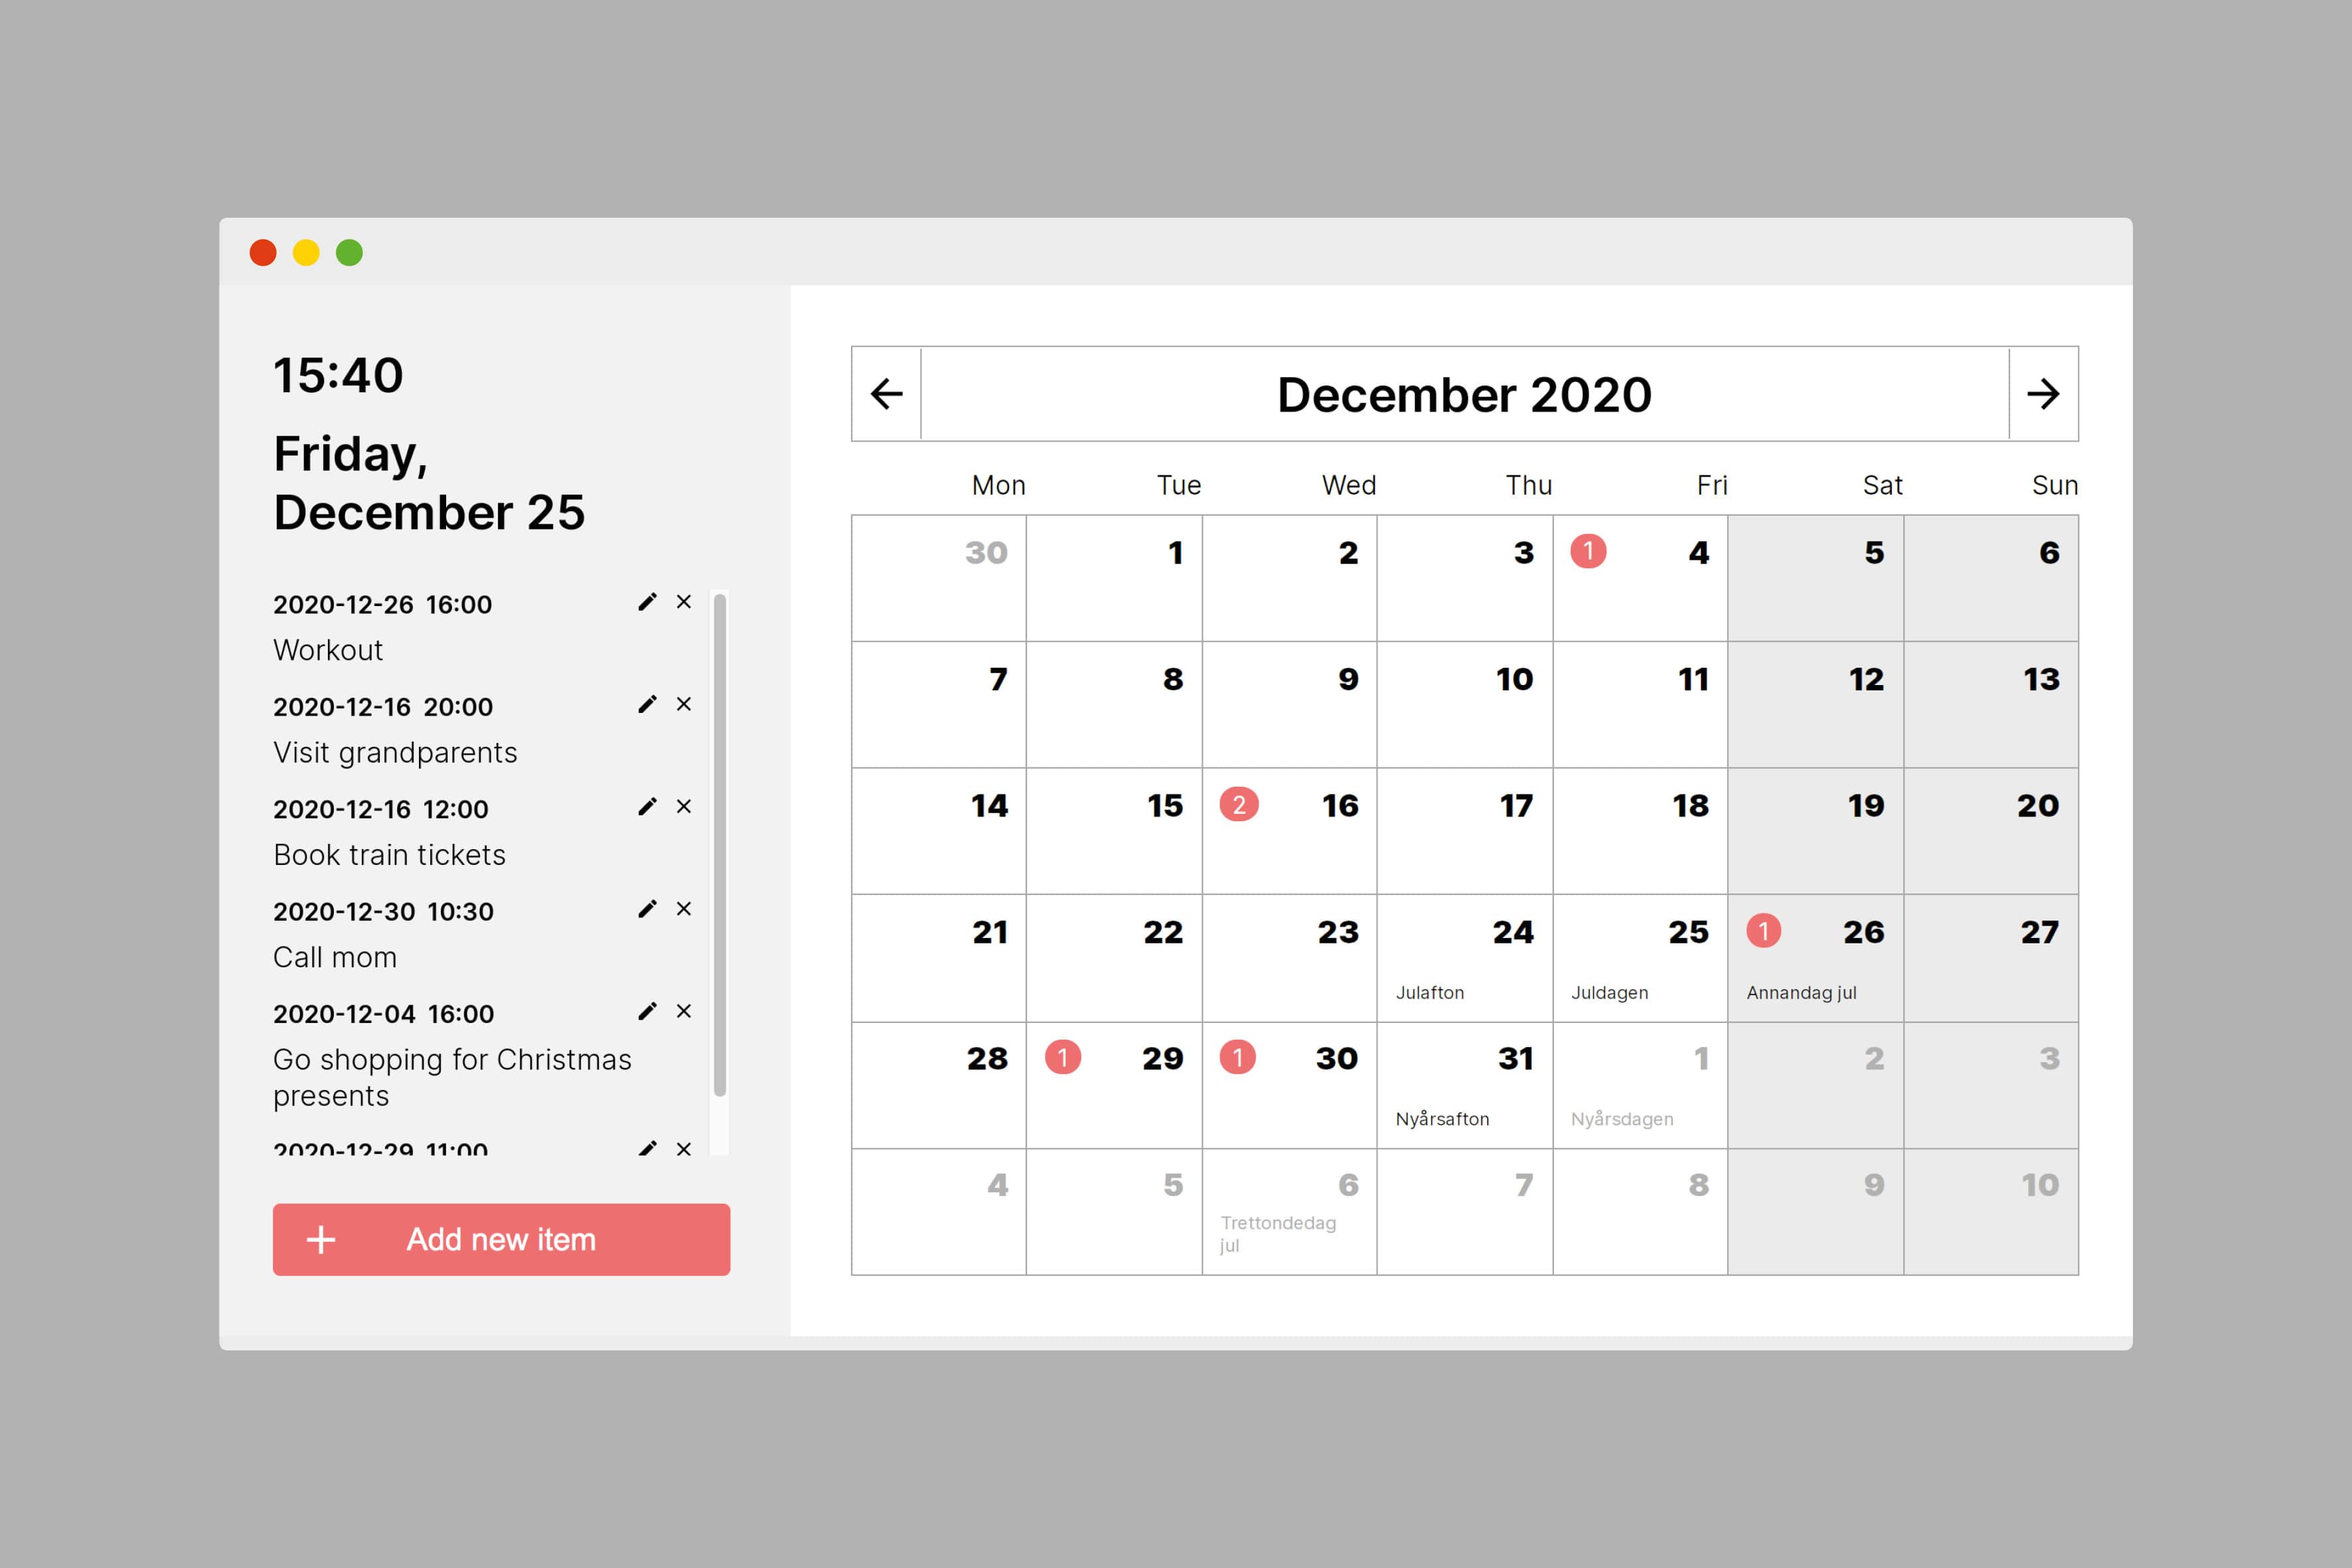 15:40
Friday,
December 25
2020-12-26 16:00
Workout
2020-12-16 20:00
Visit grandparents
2020-12-16 12:00
Book train tickets
2020-12-30 10:30
Call mom
2020-12-04 16:00
Go shopping for Christmas
presents
2020-12-29 11:00
Add new item
December 2020
Mon Tue Wed Thu Fri Sat Sun
30 1 2 3 1 4 5 6
7 8 9 10 11 12 13
14 15 2 16 17 18 19 20
21 22 23 24 25 1 26 27
Julafton Juldagen Annandag jul
28 1 29 1 30 31 1 2 3
Nyårsafton Nyårsdagen
4 5 6 7 8 9 10
Trettondedag
jul